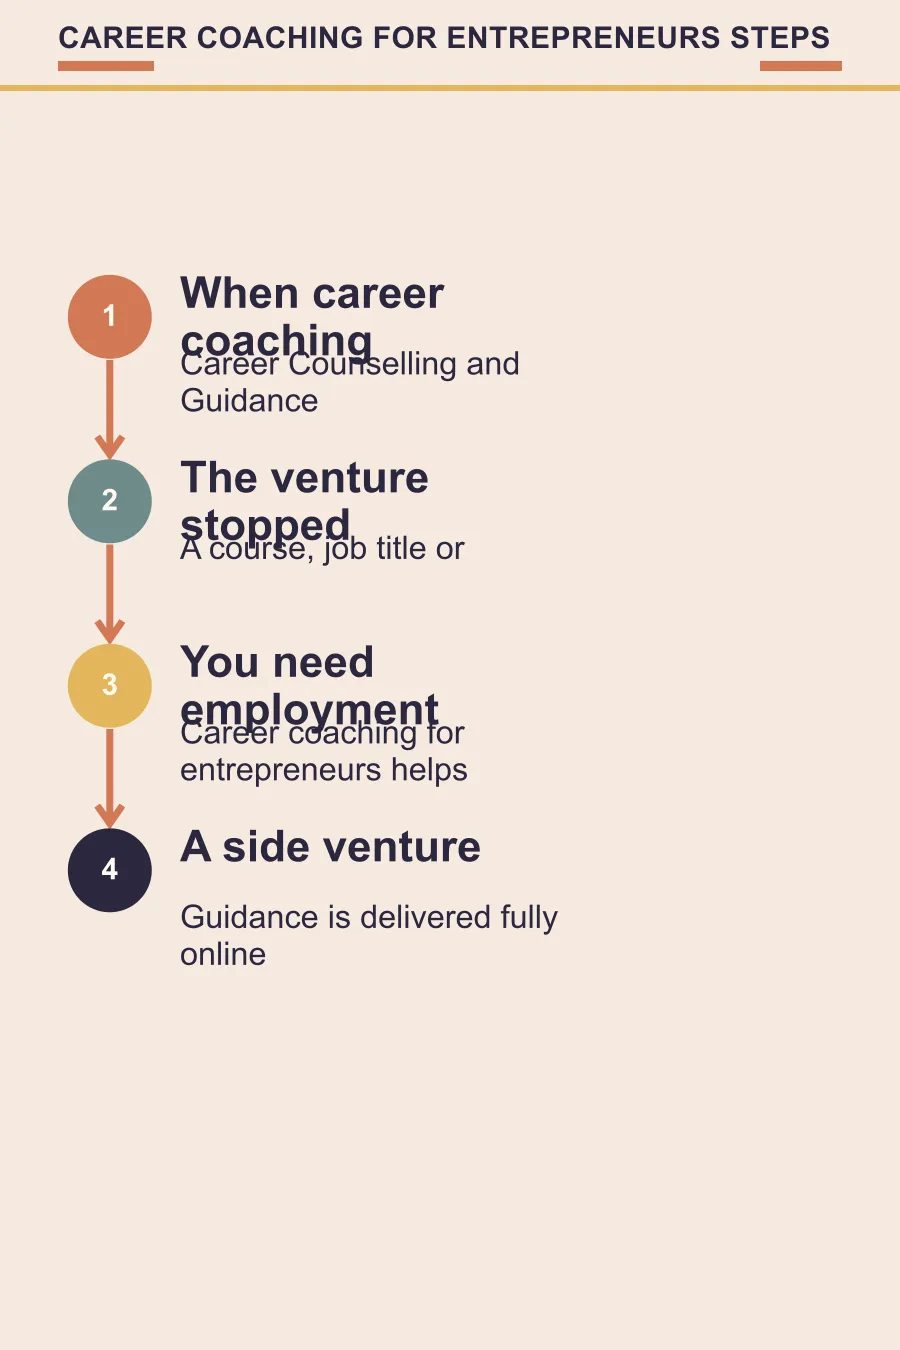 CAREER COACHING FOR ENTREPRENEURS STEPS
1
When career
coaching
Career Counselling and
Guidance
2
The venture
stopped
A course, job title or
3
You need
employment
Career coaching for
entrepreneurs helps
4
A side venture
Guidance is delivered fully
online